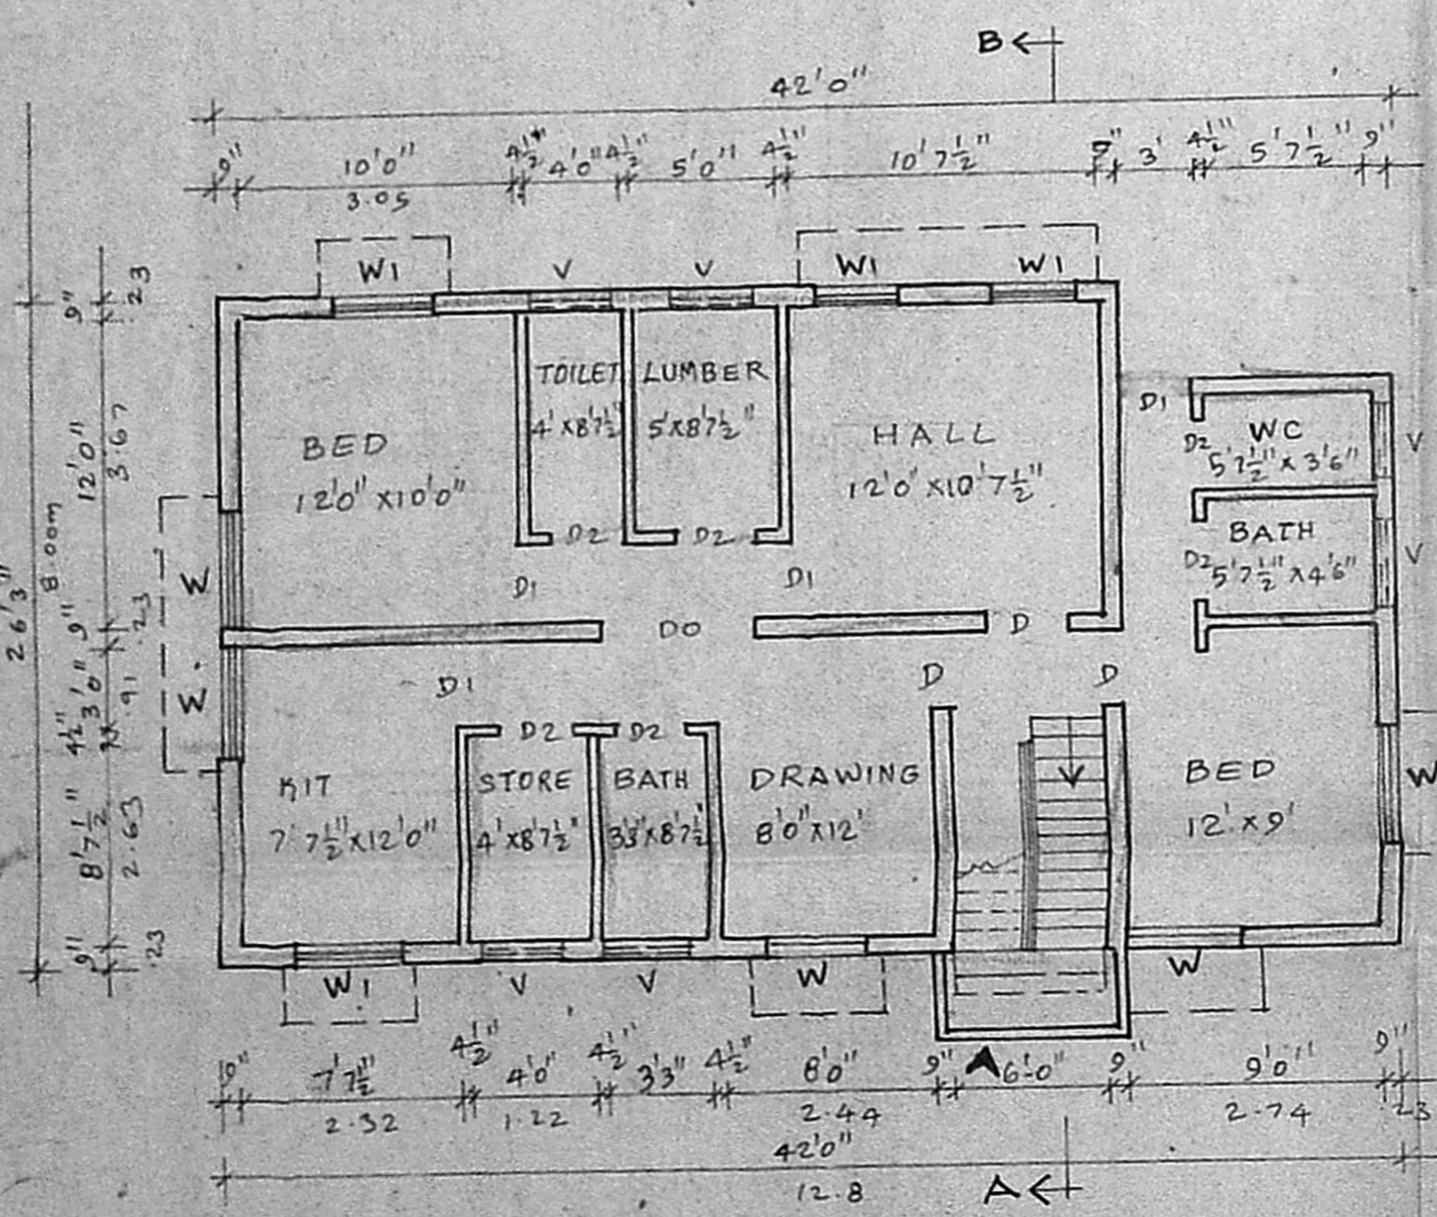 B
42'0"
9" 10'0" 4½" 4'0" 4½" 5'0" 4½" 10'7½" 9" 3' 4½" 5'7½" 9"
3.05
W1 V V W1 W1
9" .23
TOILET LUMBER
4'x8'7½" 5'x8'7½"
D1
BED HALL
12'0"x10'0" 12'0'x10'7½"
D2 WC V
5'7½"x3'6"
12'0" 3.67
D2 D2
BATH
D2 5'7½"x4'6" V
26'3" 8.00m
W D1 D1
9" .23
D0 D
3'0" .91
W D1 D D
4½"
D2 D2
KIT STORE BATH DRAWING BED W
7'7½"x12'0" 4'x8'7½" 3'3"x8'7½" 8'0"x12' 12'x9'
8'7½" 2.63
9" .23
W1 V V W W
9" 7'7½" 4½" 4'0" 4½" 3'3" 4½" 8'0" 9" 6'-0" 9" 9'0" 9"
2.32 1.22 2.44 2.74 .23
42'0"
12.8
A